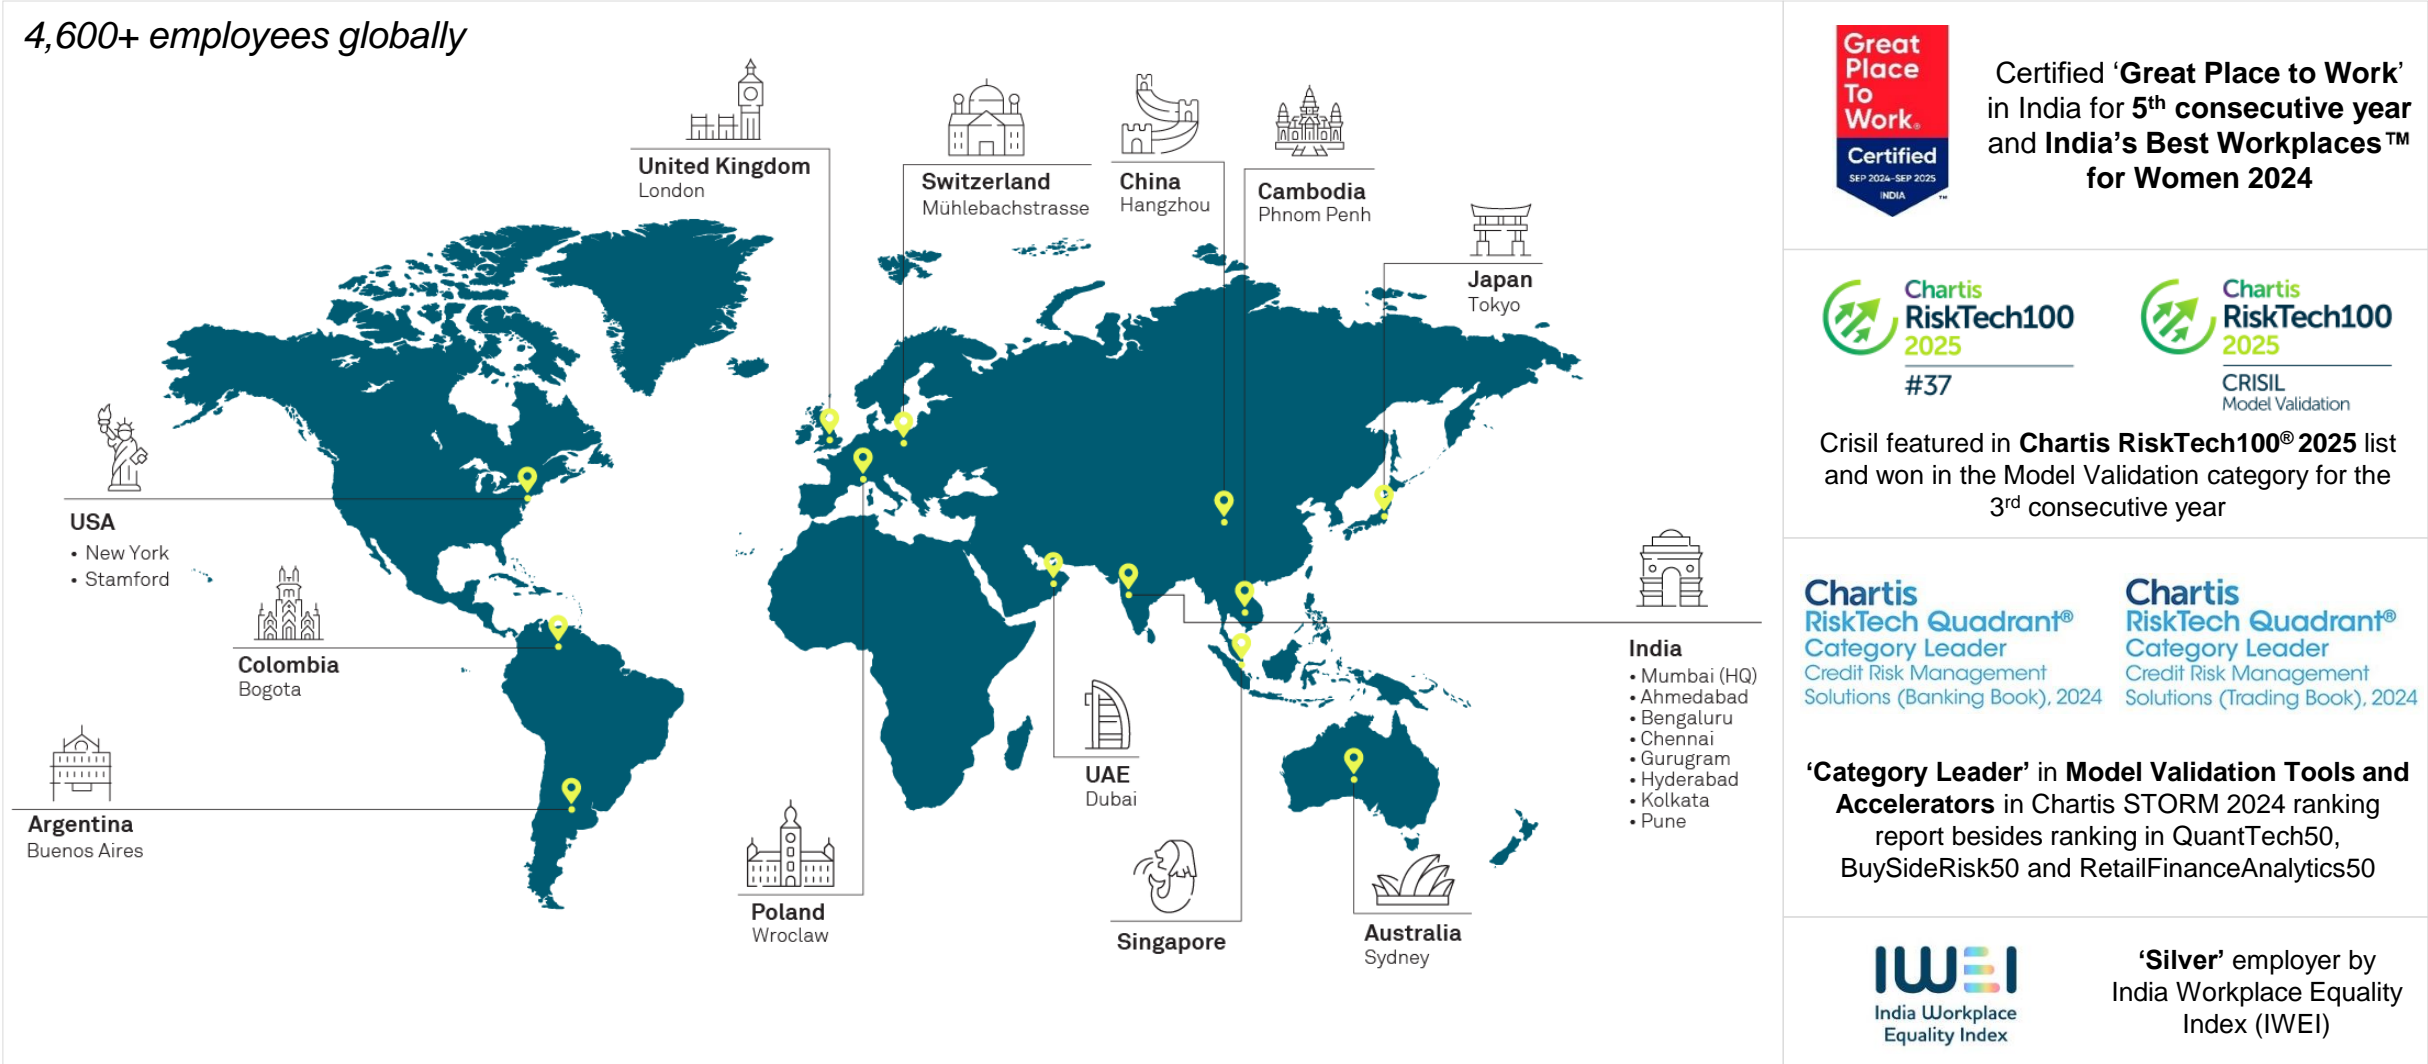 4,600+ employees globally
United Kingdom
London
Switzerland
Mühlebachstrasse
China
Hangzhou
Cambodia
Phnom Penh
Japan
Tokyo
USA
• New York
• Stamford
Colombia
Bogota
Argentina
Buenos Aires
Poland
Wroclaw
UAE
Dubai
Singapore
Australia
Sydney
India
• Mumbai (HQ)
• Ahmedabad
• Bengaluru
• Chennai
• Gurugram
• Hyderabad
• Kolkata
• Pune
Great
Place
To
Work®
Certified
SEP 2024-SEP 2025
INDIA
TM
Certified ‘Great Place to Work’
in India for 5th consecutive year
and India’s Best Workplaces™
for Women 2024
Chartis
RiskTech100
2025
#37
Chartis
RiskTech100
2025
CRISIL
Model Validation
Crisil featured in Chartis RiskTech100® 2025 list
and won in the Model Validation category for the
3rd consecutive year
Chartis
RiskTech Quadrant®
Category Leader
Credit Risk Management
Solutions (Banking Book), 2024
Chartis
RiskTech Quadrant®
Category Leader
Credit Risk Management
Solutions (Trading Book), 2024
‘Category Leader’ in Model Validation Tools and
Accelerators in Chartis STORM 2024 ranking
report besides ranking in QuantTech50,
BuySideRisk50 and RetailFinanceAnalytics50
IWEI
India Workplace
Equality Index
‘Silver’ employer by
India Workplace Equality
Index (IWEI)